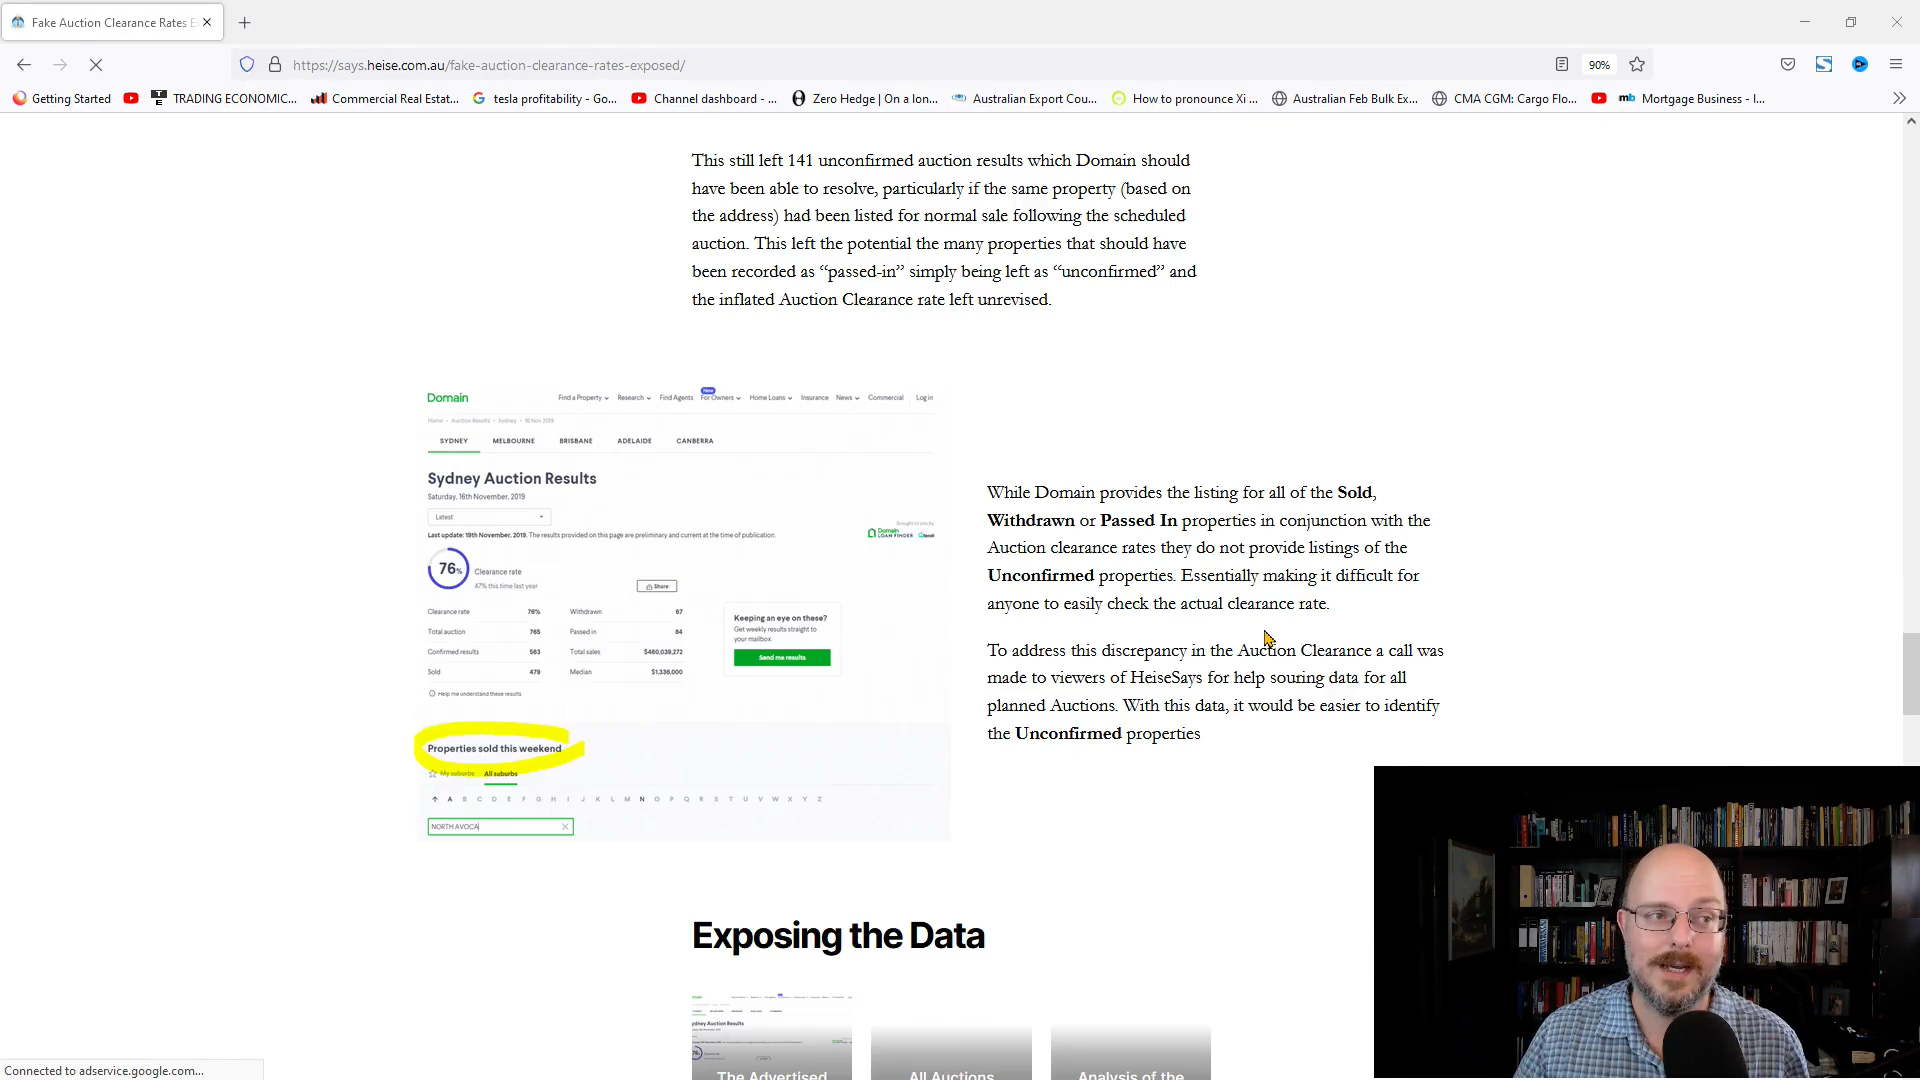 Fake Auction Clearance Rates E
https://says.heise.com.au/fake-auction-clearance-rates-exposed/
90%
Getting Started
TRADING ECONOMIC...
Commercial Real Estat...
tesla profitability - Go...
Channel dashboard - ...
Zero Hedge | On a lon...
Australian Export Cou...
How to pronounce Xi ...
Australian Feb Bulk Ex...
CMA CGM: Cargo Flo...
mb Mortgage Business - I...
This still left 141 unconfirmed auction results which Domain should
have been able to resolve, particularly if the same property (based on
the address) had been listed for normal sale following the scheduled
auction. This left the potential the many properties that should have
been recorded as “passed-in” simply being left as “unconfirmed” and
the inflated Auction Clearance rate left unrevised.
Domain
Find a Property
Research
Find Agents
New
For Owners
Home Loans
Insurance
News
Commercial
Log in
Home · Auction Results · Sydney · 16 Nov 2019
SYDNEY MELBOURNE BRISBANE ADELAIDE CANBERRA
Sydney Auction Results
Saturday, 16th November, 2019
Latest
Brought to you by
Last update: 19th November, 2019. The results provided on this page are preliminary and current at the time of publication.
Domain
LOAN FINDER
76%
Clearance rate
47% this time last year
Share
Clearance rate 76% Withdrawn 67
Total auction 765 Passed in 84
Confirmed results 563 Total sales $460,039,272
Sold 479 Median $1,338,000
Keeping an eye on these?
Get weekly results straight to
your mailbox.
Send me results
Help me understand these results
Properties sold this weekend
My suburbs All suburbs
A B C D E F G H I J K L M N O P Q R S T U V W X Y Z
NORTH AVOCA
While Domain provides the listing for all of the Sold,
Withdrawn or Passed In properties in conjunction with the
Auction clearance rates they do not provide listings of the
Unconfirmed properties. Essentially making it difficult for
anyone to easily check the actual clearance rate.
To address this discrepancy in the Auction Clearance a call was
made to viewers of HeiseSays for help souring data for all
planned Auctions. With this data, it would be easier to identify
the Unconfirmed properties
Exposing the Data
Sydney Auction Results
The Advertised
All Auctions
Analysis of the
Connected to adservice.google.com...